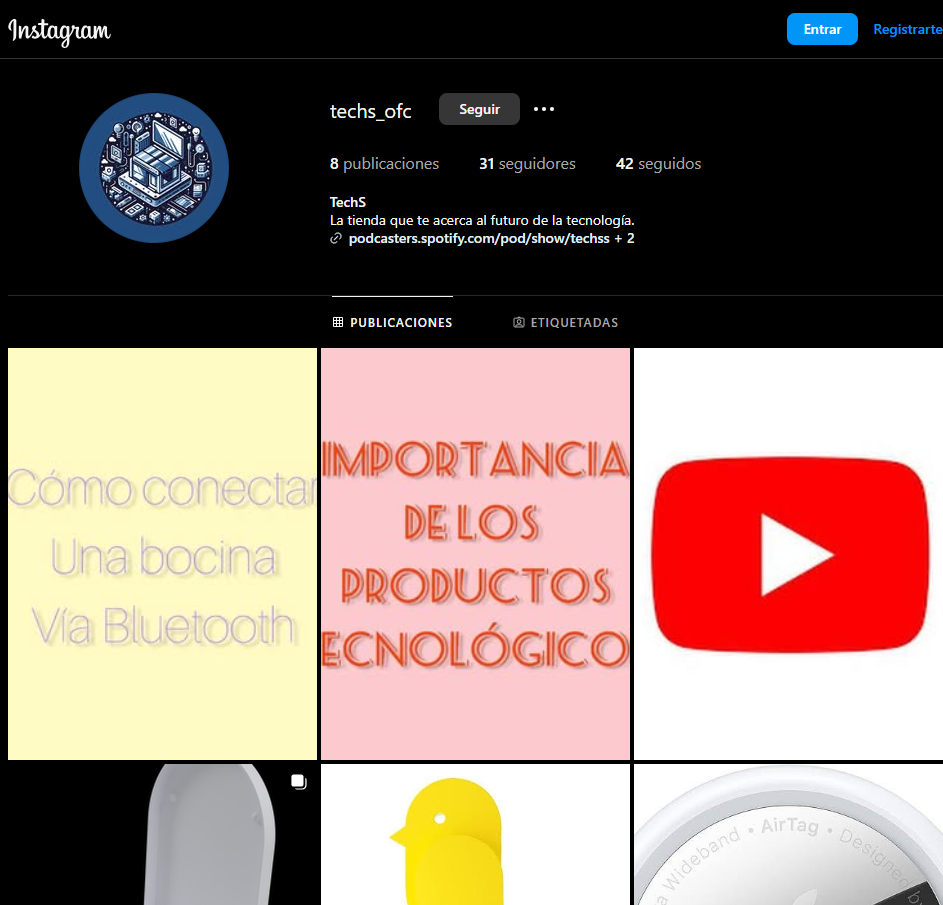 Instagram
Entrar
Registrarte
techs_ofc
Seguir
8 publicaciones
31 seguidores
42 seguidos
TechS
La tienda que te acerca al futuro de la tecnología.
podcasters.spotify.com/pod/show/techss + 2
PUBLICACIONES
ETIQUETADAS
Cómo conectar
Una bocina
Vía Bluetooth
IMPORTANCIA
DE LOS
PRODUCTOS
ECNOLÓGICO
a Wideband • AirTag • Designed by